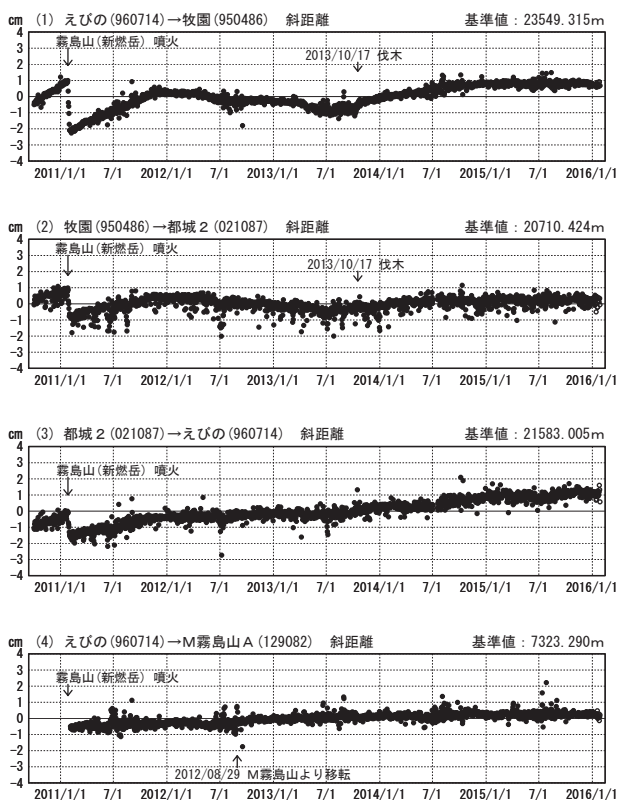 cm (1) えびの(960714)→牧園(950486) 斜距離 基準値：23549.315m
4
3
2
1
0
-1
-2
-3
-4
霧島山(新燃岳) 噴火
2013/10/17 伐木
2011/1/1 7/1 2012/1/1 7/1 2013/1/1 7/1 2014/1/1 7/1 2015/1/1 7/1 2016/1/1
cm (2) 牧園(950486)→都城２(021087) 斜距離 基準値：20710.424m
4
3
2
1
0
-1
-2
-3
-4
霧島山(新燃岳) 噴火
2013/10/17 伐木
2011/1/1 7/1 2012/1/1 7/1 2013/1/1 7/1 2014/1/1 7/1 2015/1/1 7/1 2016/1/1
cm (3) 都城２(021087)→えびの(960714) 斜距離 基準値：21583.005m
4
3
2
1
0
-1
-2
-3
-4
霧島山(新燃岳) 噴火
2011/1/1 7/1 2012/1/1 7/1 2013/1/1 7/1 2014/1/1 7/1 2015/1/1 7/1 2016/1/1
cm (4) えびの(960714)→Ｍ霧島山Ａ(129082) 斜距離 基準値：7323.290m
4
3
2
1
0
-1
-2
-3
-4
霧島山(新燃岳) 噴火
2012/08/29 Ｍ霧島山より移転
2011/1/1 7/1 2012/1/1 7/1 2013/1/1 7/1 2014/1/1 7/1 2015/1/1 7/1 2016/1/1